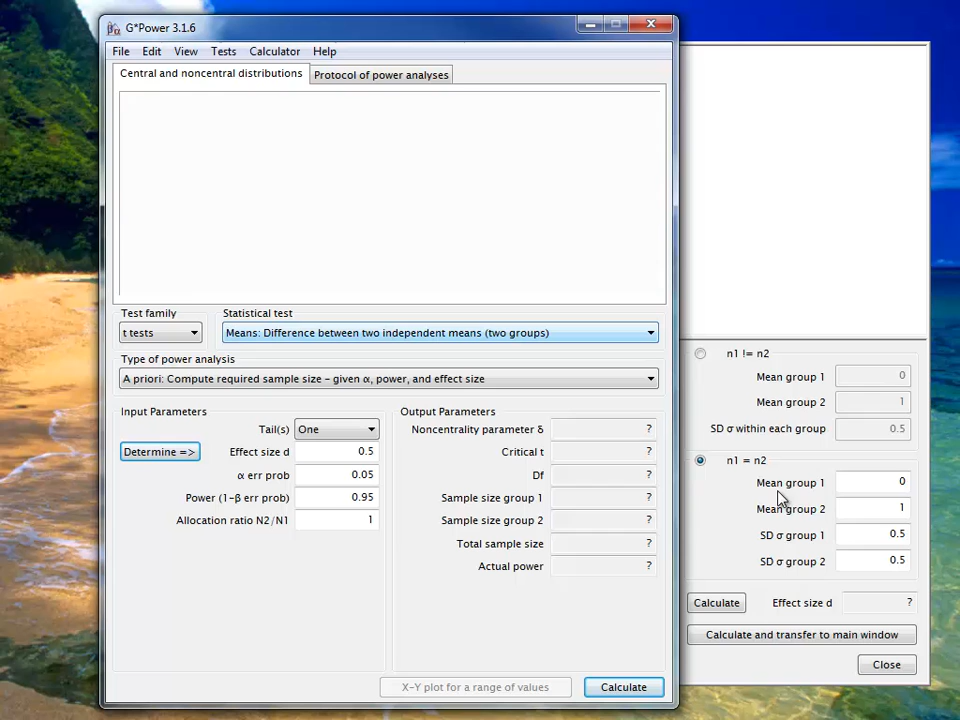 G*Power 3.1.6
File Edit View Tests Calculator Help
Central and noncentral distributions Protocol of power analyses
Test family Statistical test
t tests Means: Difference between two independent means (two groups)
Type of power analysis
A priori: Compute required sample size – given α, power, and effect size
Input Parameters
Tail(s) One
Determine => Effect size d 0.5
α err prob 0.05
Power (1-β err prob) 0.95
Allocation ratio N2/N1 1
Output Parameters
Noncentrality parameter δ ?
Critical t ?
Df ?
Sample size group 1 ?
Sample size group 2 ?
Total sample size ?
Actual power ?
X-Y plot for a range of values Calculate
n1 != n2
Mean group 1 0
Mean group 2 1
SD σ within each group 0.5
n1 = n2
Mean group 1 0
Mean group 2 1
SD σ group 1 0.5
SD σ group 2 0.5
Calculate Effect size d ?
Calculate and transfer to main window
Close